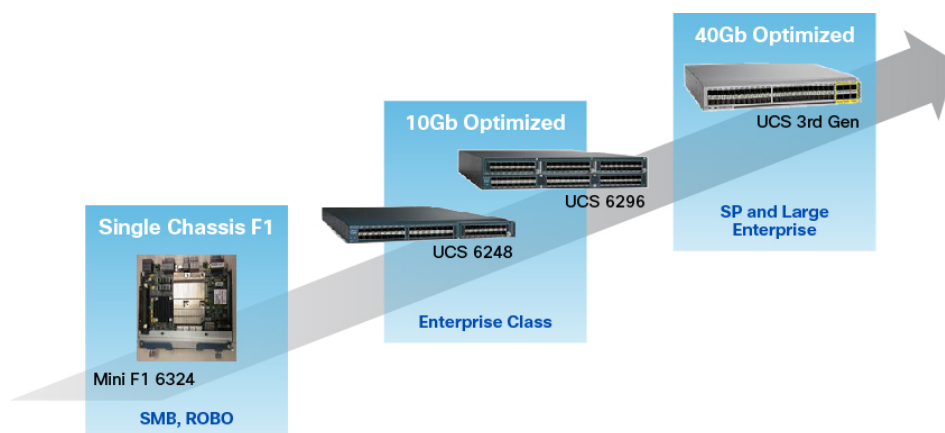 40Gb Optimized
UCS 3rd Gen
SP and Large
Enterprise
10Gb Optimized
UCS 6296
UCS 6248
Enterprise Class
Single Chassis F1
Mini F1 6324
SMB, ROBO